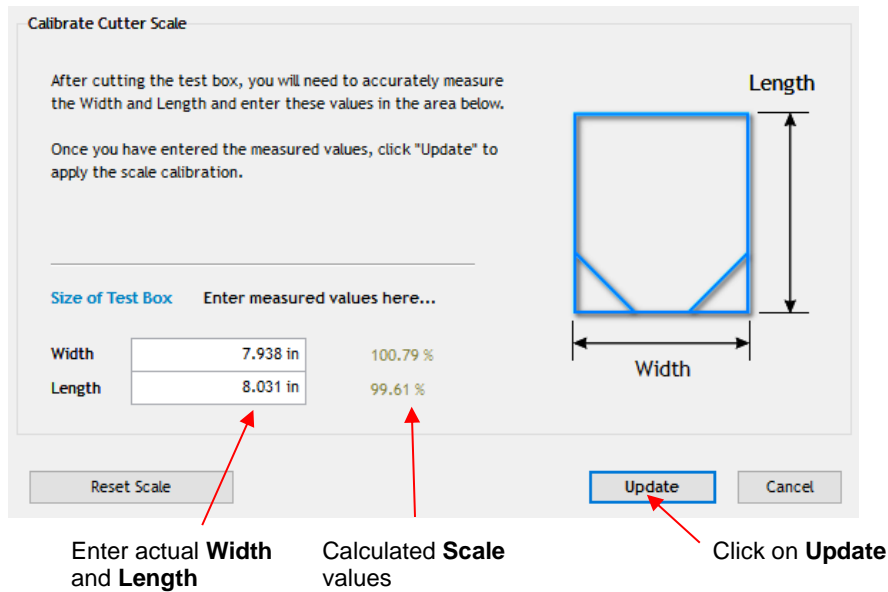 Calibrate Cutter Scale
After cutting the test box, you will need to accurately measure
the Width and Length and enter these values in the area below.
Once you have entered the measured values, click "Update" to
apply the scale calibration.
Length
Size of Test Box Enter measured values here...
Width 7.938 in 100.79 %
Length 8.031 in 99.61 %
Width
Reset Scale Update Cancel
Enter actual Width Calculated Scale Click on Update
and Length values